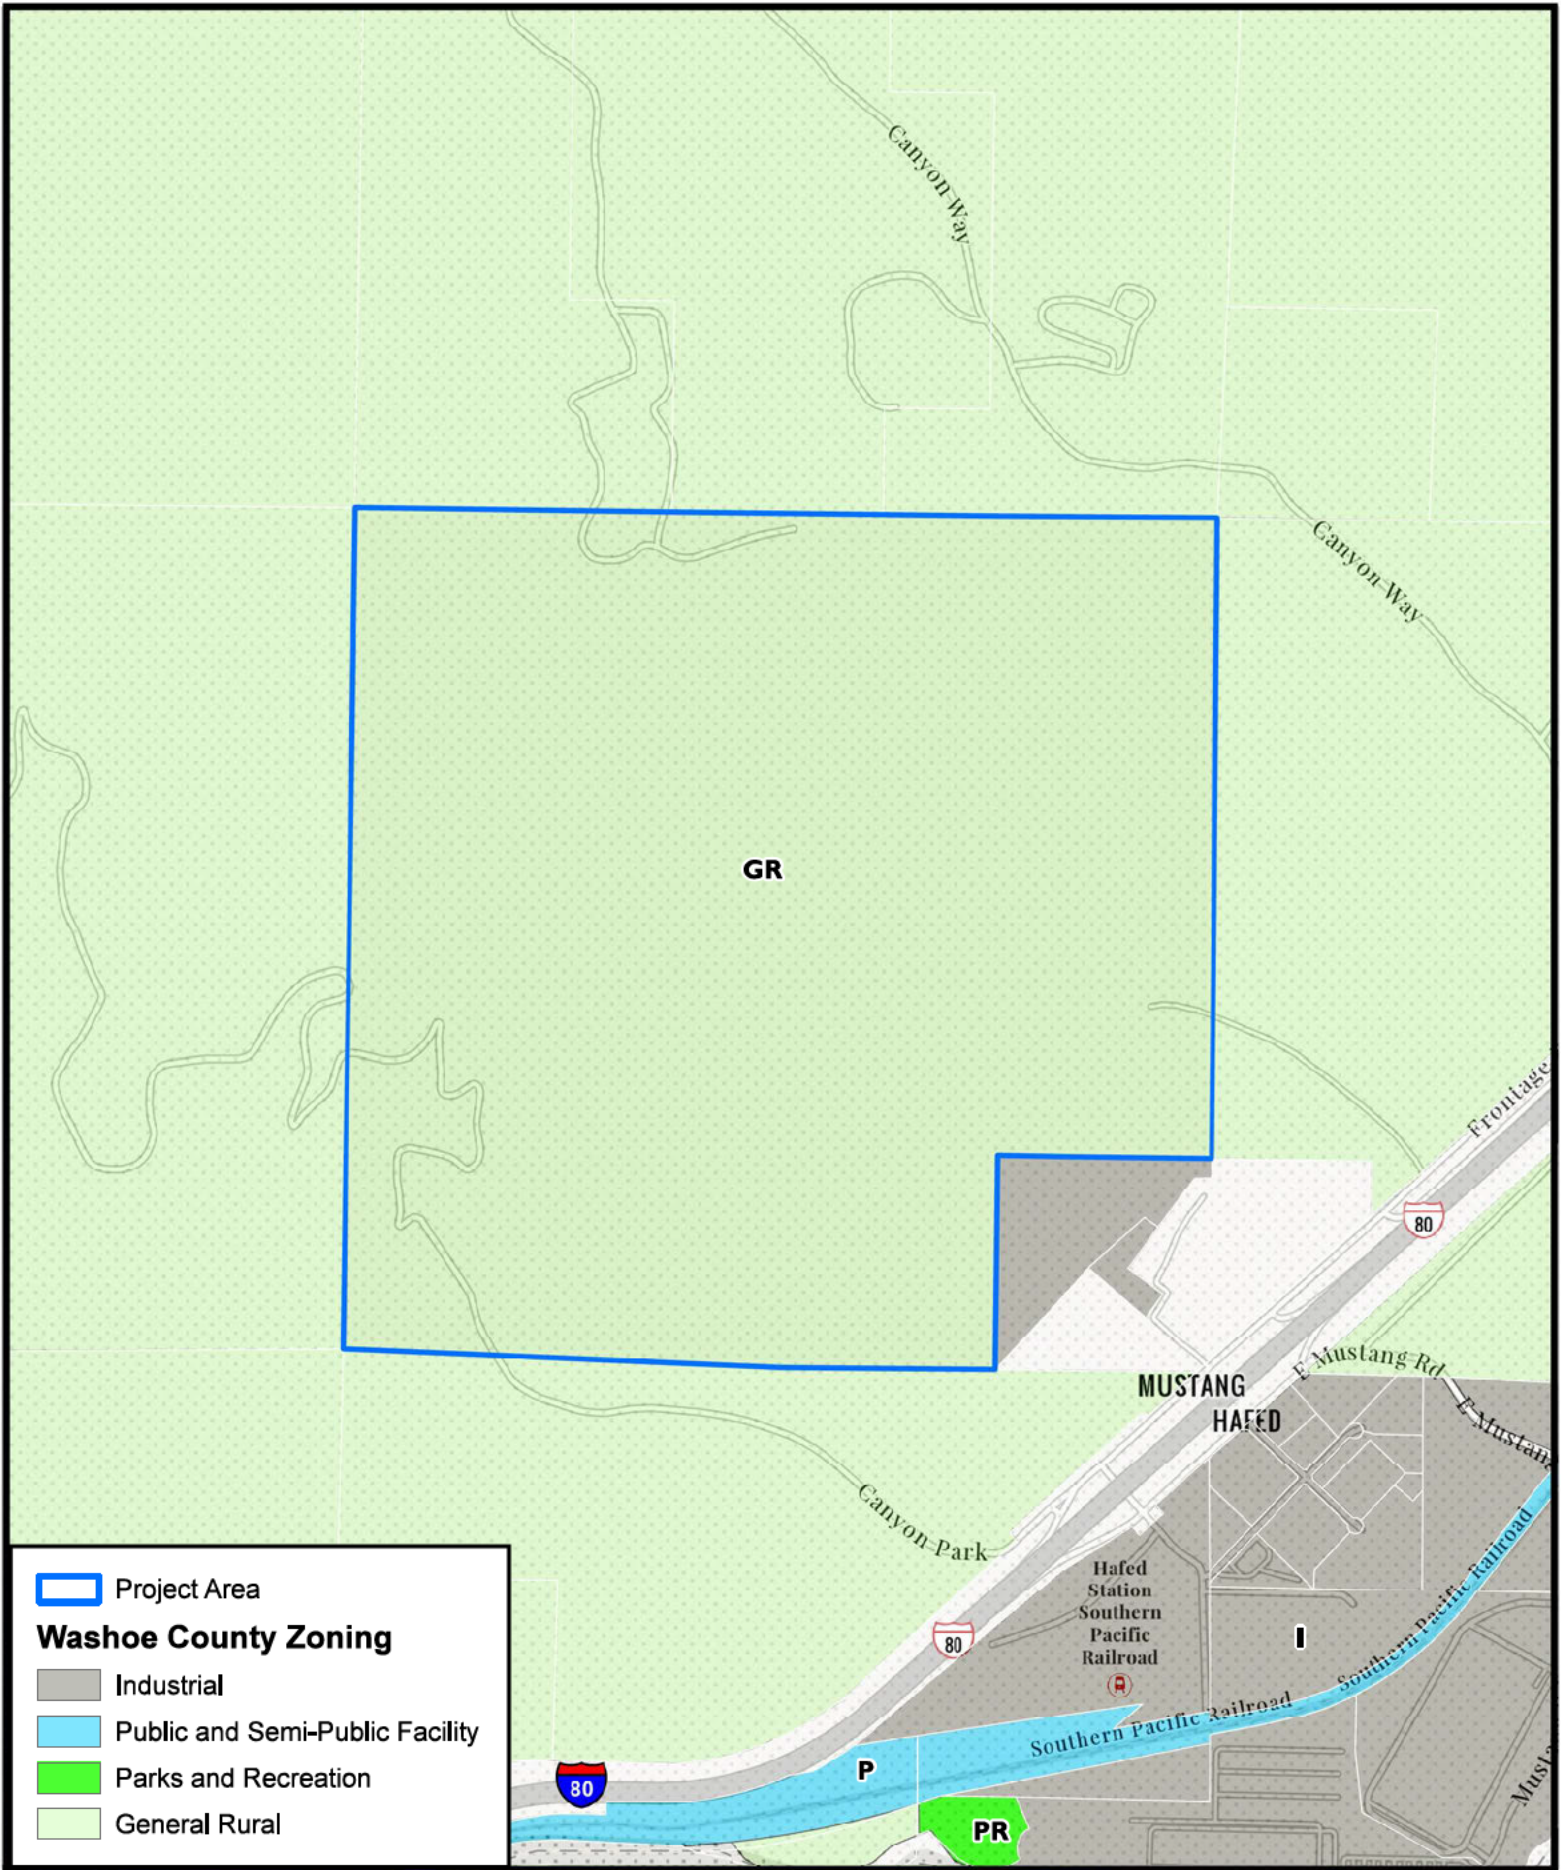 Canyon Way
Canyon Way
GR
Frontage
80
E Mustang Rd
MUSTANG
HAFED
E Mustang
Canyon Park
Hafed
Station
Southern
Pacific
Railroad
80
I
Southern Pacific Railroad
Southern Pacific Railroad
P
80
PR
Musta
Project Area
Washoe County Zoning
Industrial
Public and Semi-Public Facility
Parks and Recreation
General Rural